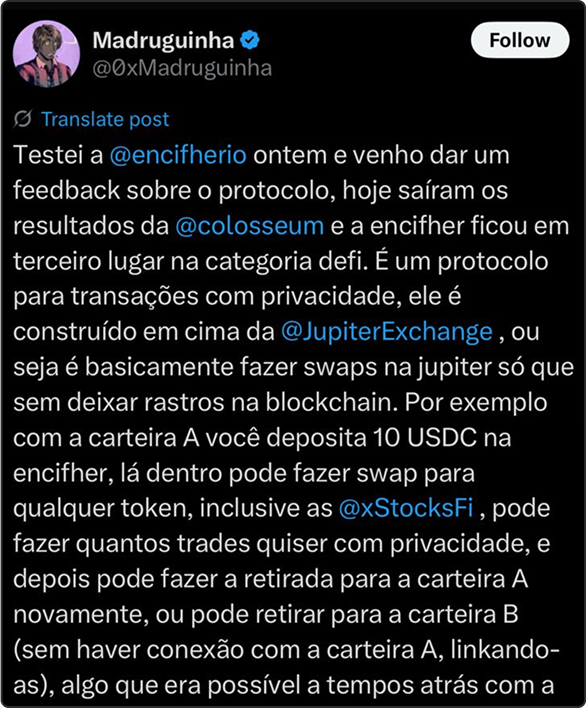 Madruguinha
@0xMadruguinha
Follow
Translate post
Testei a @encifherio ontem e venho dar um
feedback sobre o protocolo, hoje saíram os
resultados da @colosseum e a encifher ficou em
terceiro lugar na categoria defi. É um protocolo
para transações com privacidade, ele é
construído em cima da @JupiterExchange , ou
seja é basicamente fazer swaps na jupiter só que
sem deixar rastros na blockchain. Por exemplo
com a carteira A você deposita 10 USDC na
encifher, lá dentro pode fazer swap para
qualquer token, inclusive as @xStocksFi , pode
fazer quantos trades quiser com privacidade, e
depois pode fazer a retirada para a carteira A
novamente, ou pode retirar para a carteira B
(sem haver conexão com a carteira A, linkando-
as), algo que era possível a tempos atrás com a